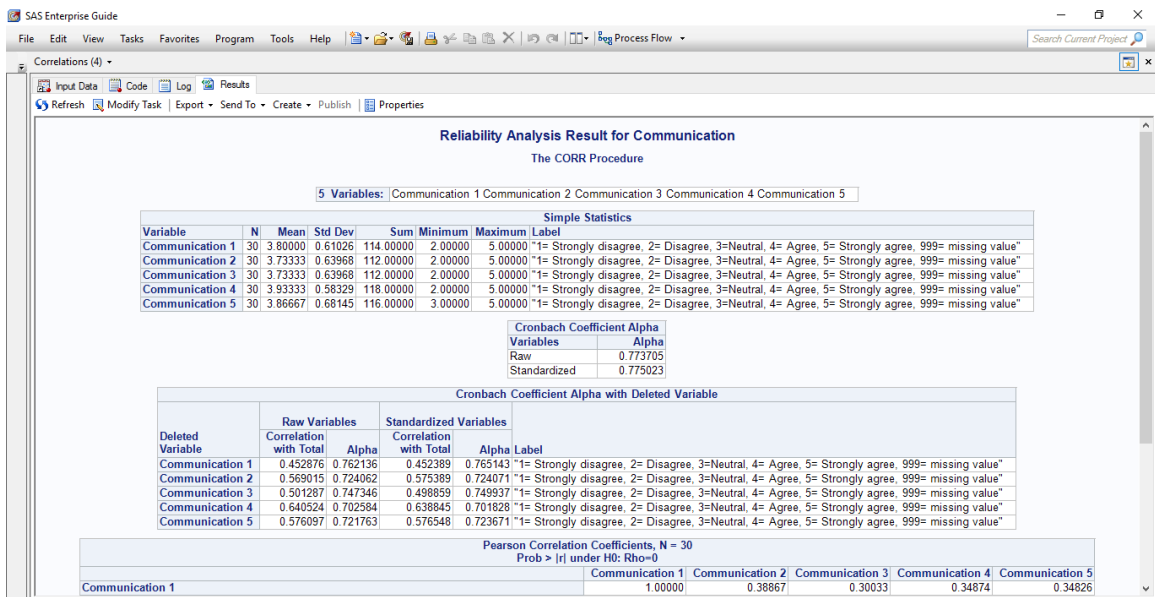 SAS Enterprise Guide
File Edit View Tasks Favorites Program Tools Help Process Flow Search Current Project
Correlations (4)
Input Data Code Log Results
Refresh Modify Task Export Send To Create Publish Properties
Reliability Analysis Result for Communication
The CORR Procedure
5 Variables: Communication 1 Communication 2 Communication 3 Communication 4 Communication 5
Simple Statistics
Variable N Mean Std Dev Sum Minimum Maximum Label
Communication 1 30 3.80000 0.61026 114.00000 2.00000 5.00000 "1= Strongly disagree, 2= Disagree, 3=Neutral, 4= Agree, 5= Strongly agree, 999= missing value"
Communication 2 30 3.73333 0.63968 112.00000 2.00000 5.00000 "1= Strongly disagree, 2= Disagree, 3=Neutral, 4= Agree, 5= Strongly agree, 999= missing value"
Communication 3 30 3.73333 0.63968 112.00000 2.00000 5.00000 "1= Strongly disagree, 2= Disagree, 3=Neutral, 4= Agree, 5= Strongly agree, 999= missing value"
Communication 4 30 3.93333 0.58329 118.00000 2.00000 5.00000 "1= Strongly disagree, 2= Disagree, 3=Neutral, 4= Agree, 5= Strongly agree, 999= missing value"
Communication 5 30 3.86667 0.68145 116.00000 3.00000 5.00000 "1= Strongly disagree, 2= Disagree, 3=Neutral, 4= Agree, 5= Strongly agree, 999= missing value"
Cronbach Coefficient Alpha
Variables Alpha
Raw 0.773705
Standardized 0.775023
Cronbach Coefficient Alpha with Deleted Variable
Raw Variables Standardized Variables
Deleted Correlation Correlation
Variable with Total Alpha with Total Alpha Label
Communication 1 0.452876 0.762136 0.452389 0.765143 "1= Strongly disagree, 2= Disagree, 3=Neutral, 4= Agree, 5= Strongly agree, 999= missing value"
Communication 2 0.569015 0.724062 0.575389 0.724071 "1= Strongly disagree, 2= Disagree, 3=Neutral, 4= Agree, 5= Strongly agree, 999= missing value"
Communication 3 0.501287 0.747346 0.498859 0.749937 "1= Strongly disagree, 2= Disagree, 3=Neutral, 4= Agree, 5= Strongly agree, 999= missing value"
Communication 4 0.640524 0.702584 0.638845 0.701828 "1= Strongly disagree, 2= Disagree, 3=Neutral, 4= Agree, 5= Strongly agree, 999= missing value"
Communication 5 0.576097 0.721763 0.576548 0.723671 "1= Strongly disagree, 2= Disagree, 3=Neutral, 4= Agree, 5= Strongly agree, 999= missing value"
Pearson Correlation Coefficients, N = 30
Prob > |r| under H0: Rho=0
Communication 1 Communication 2 Communication 3 Communication 4 Communication 5
Communication 1 1.00000 0.38867 0.30033 0.34874 0.34826